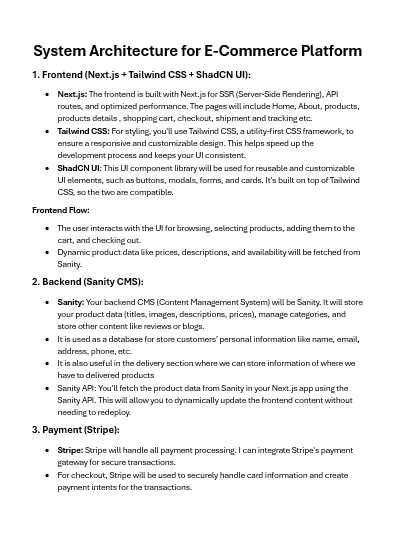 System Architecture for E-Commerce Platform
1. Frontend (Next.js + Tailwind CSS + ShadCN UI):
• Next.js: The frontend is built with Next.js for SSR (Server-Side Rendering), API
routes, and optimized performance. The pages will include Home, About, products,
products details , shopping cart, checkout, shipment and tracking etc.
• Tailwind CSS: For styling, you'll use Tailwind CSS, a utility-first CSS framework, to
ensure a responsive and customizable design. This helps speed up the
development process and keeps your UI consistent.
• ShadCN UI: This UI component library will be used for reusable and customizable
UI elements, such as buttons, modals, forms, and cards. It's built on top of Tailwind
CSS, so the two are compatible.
Frontend Flow:
• The user interacts with the UI for browsing, selecting products, adding them to the
cart, and checking out.
• Dynamic product data like prices, descriptions, and availability will be fetched from
Sanity.
2. Backend (Sanity CMS):
• Sanity: Your backend CMS (Content Management System) will be Sanity. It will store
your product data (titles, images, descriptions, prices), manage categories, and
store other content like reviews or blogs.
• It is used as a database for store customers' personal information like name, email,
address, phone, etc.
• It is also useful in the delivery section where we can store information of where we
have to delivered products
• Sanity API: You'll fetch the product data from Sanity in your Next.js app using the
Sanity API. This will allow you to dynamically update the frontend content without
needing to redeploy.
3. Payment (Stripe):
• Stripe: Stripe will handle all payment processing. I can integrate Stripe's payment
gateway for secure transactions.
• For checkout, Stripe will be used to securely handle card information and create
payment intents for the transactions.